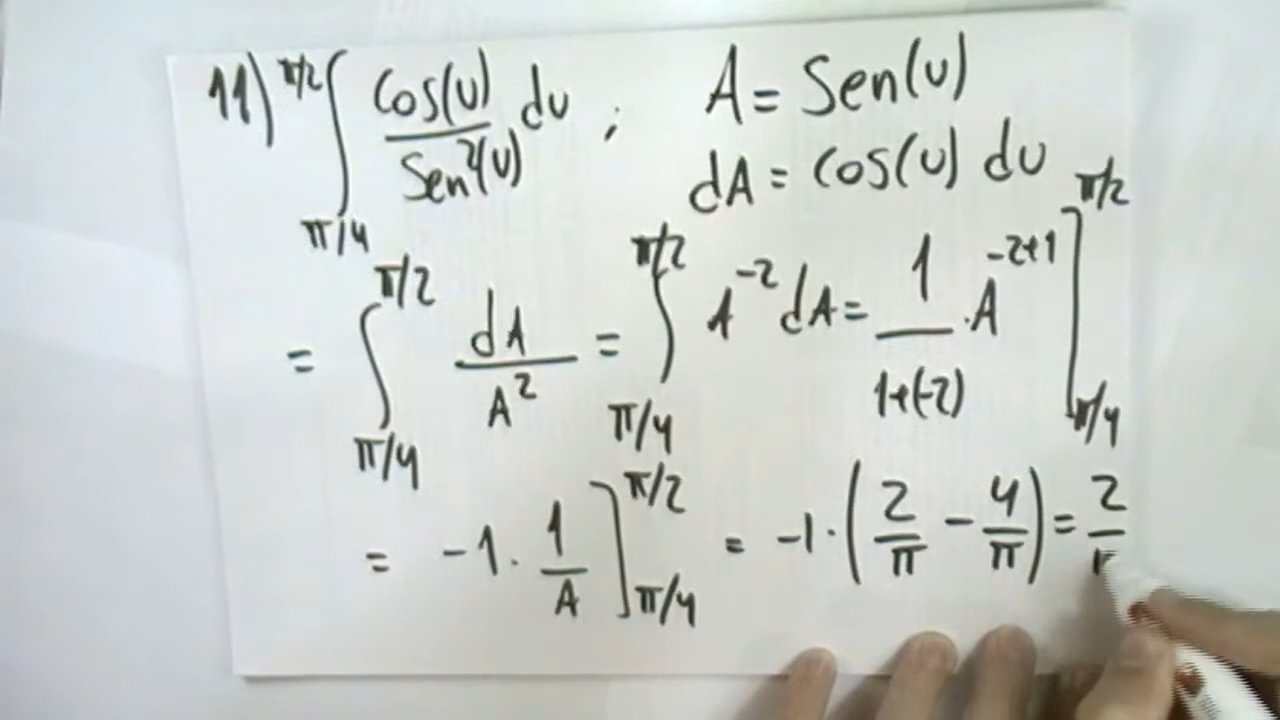 11) ∫_{π/4}^{π/2} Cos(u)/Sen²(u) du ; A = Sen(u)
dA = Cos(u) du
= ∫_{π/4}^{π/2} dA/A² = ∫_{π/4}^{π/2} A^{-2} dA = 1/(1+(-2)) · A^{-2+1} ]_{π/4}^{π/2}
= -1 · 1/A ]_{π/4}^{π/2} = -1 · (2/π - 4/π) = 2/